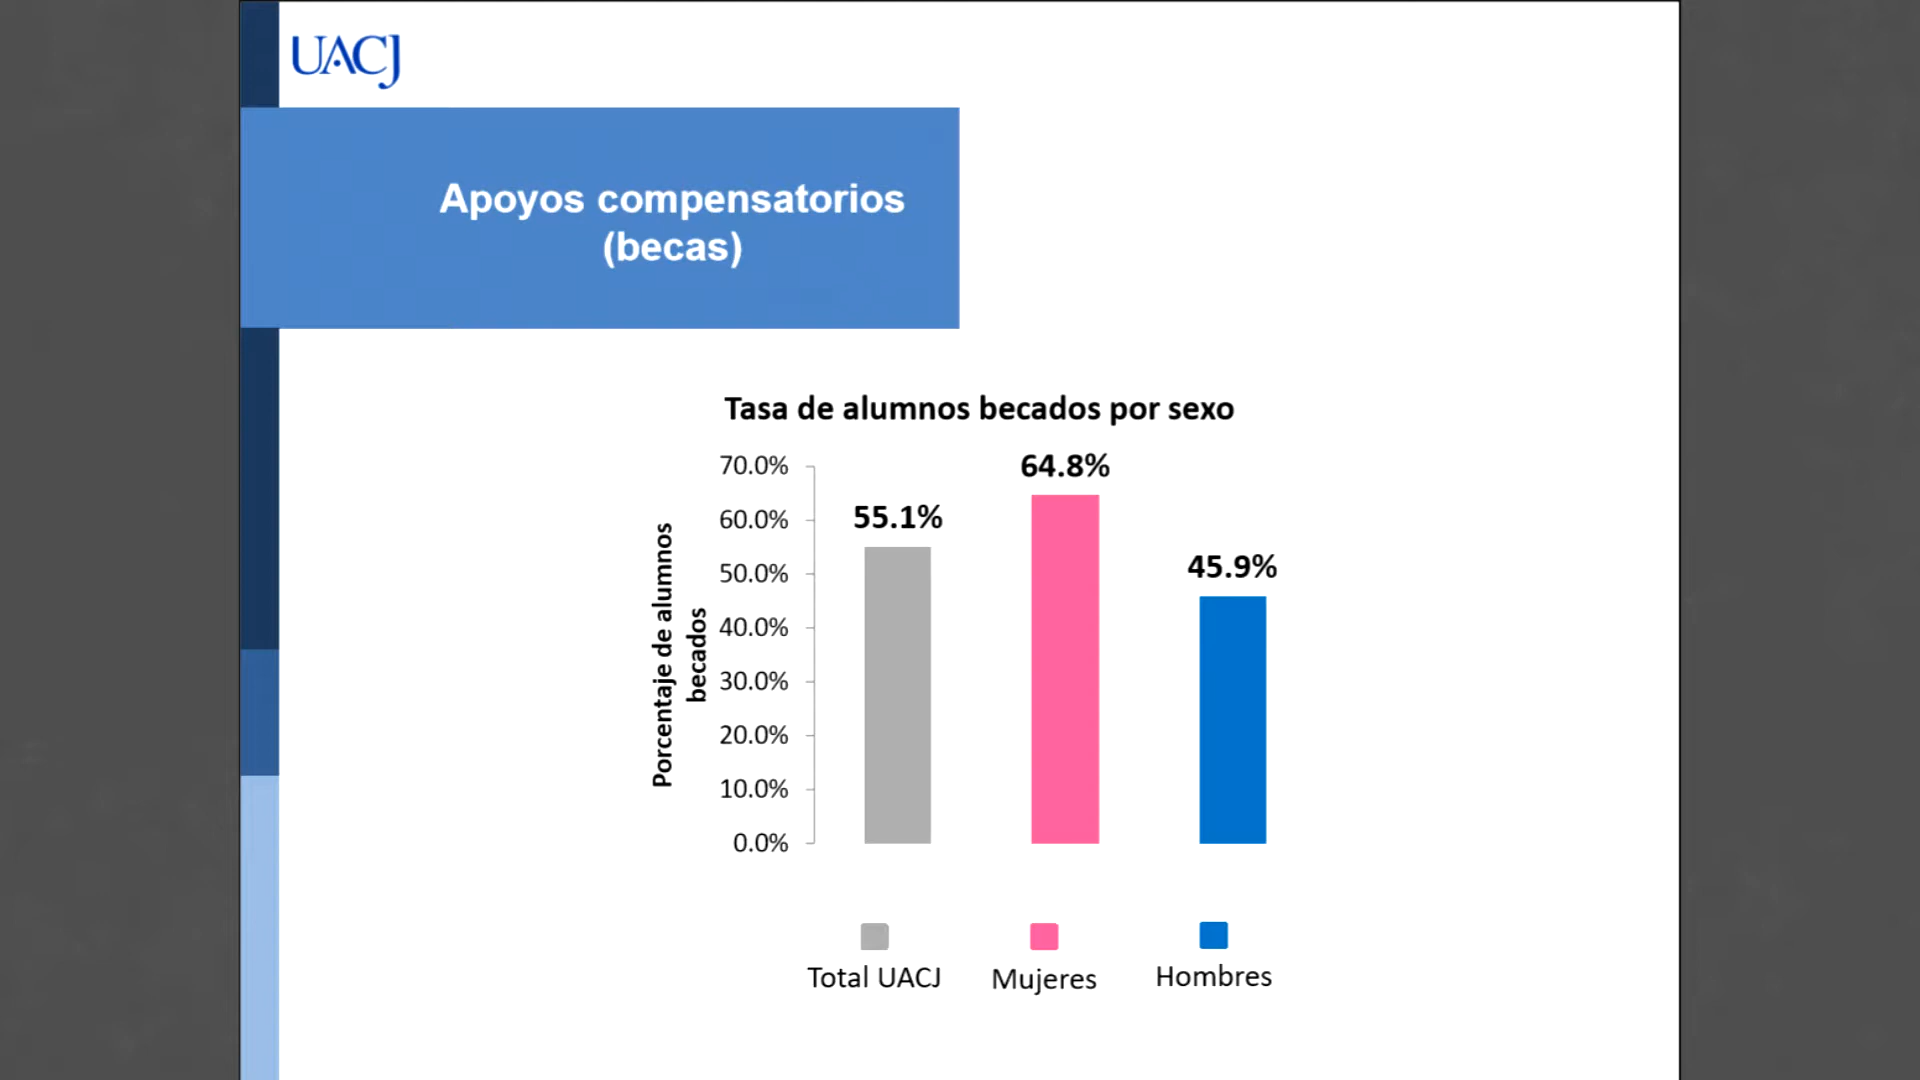 UACJ
Apoyos compensatorios
(becas)
Tasa de alumnos becados por sexo
Porcentaje de alumnos
becados
70.0%
60.0%
50.0%
40.0%
30.0%
20.0%
10.0%
0.0%
55.1%
64.8%
45.9%
Total UACJ
Mujeres
Hombres